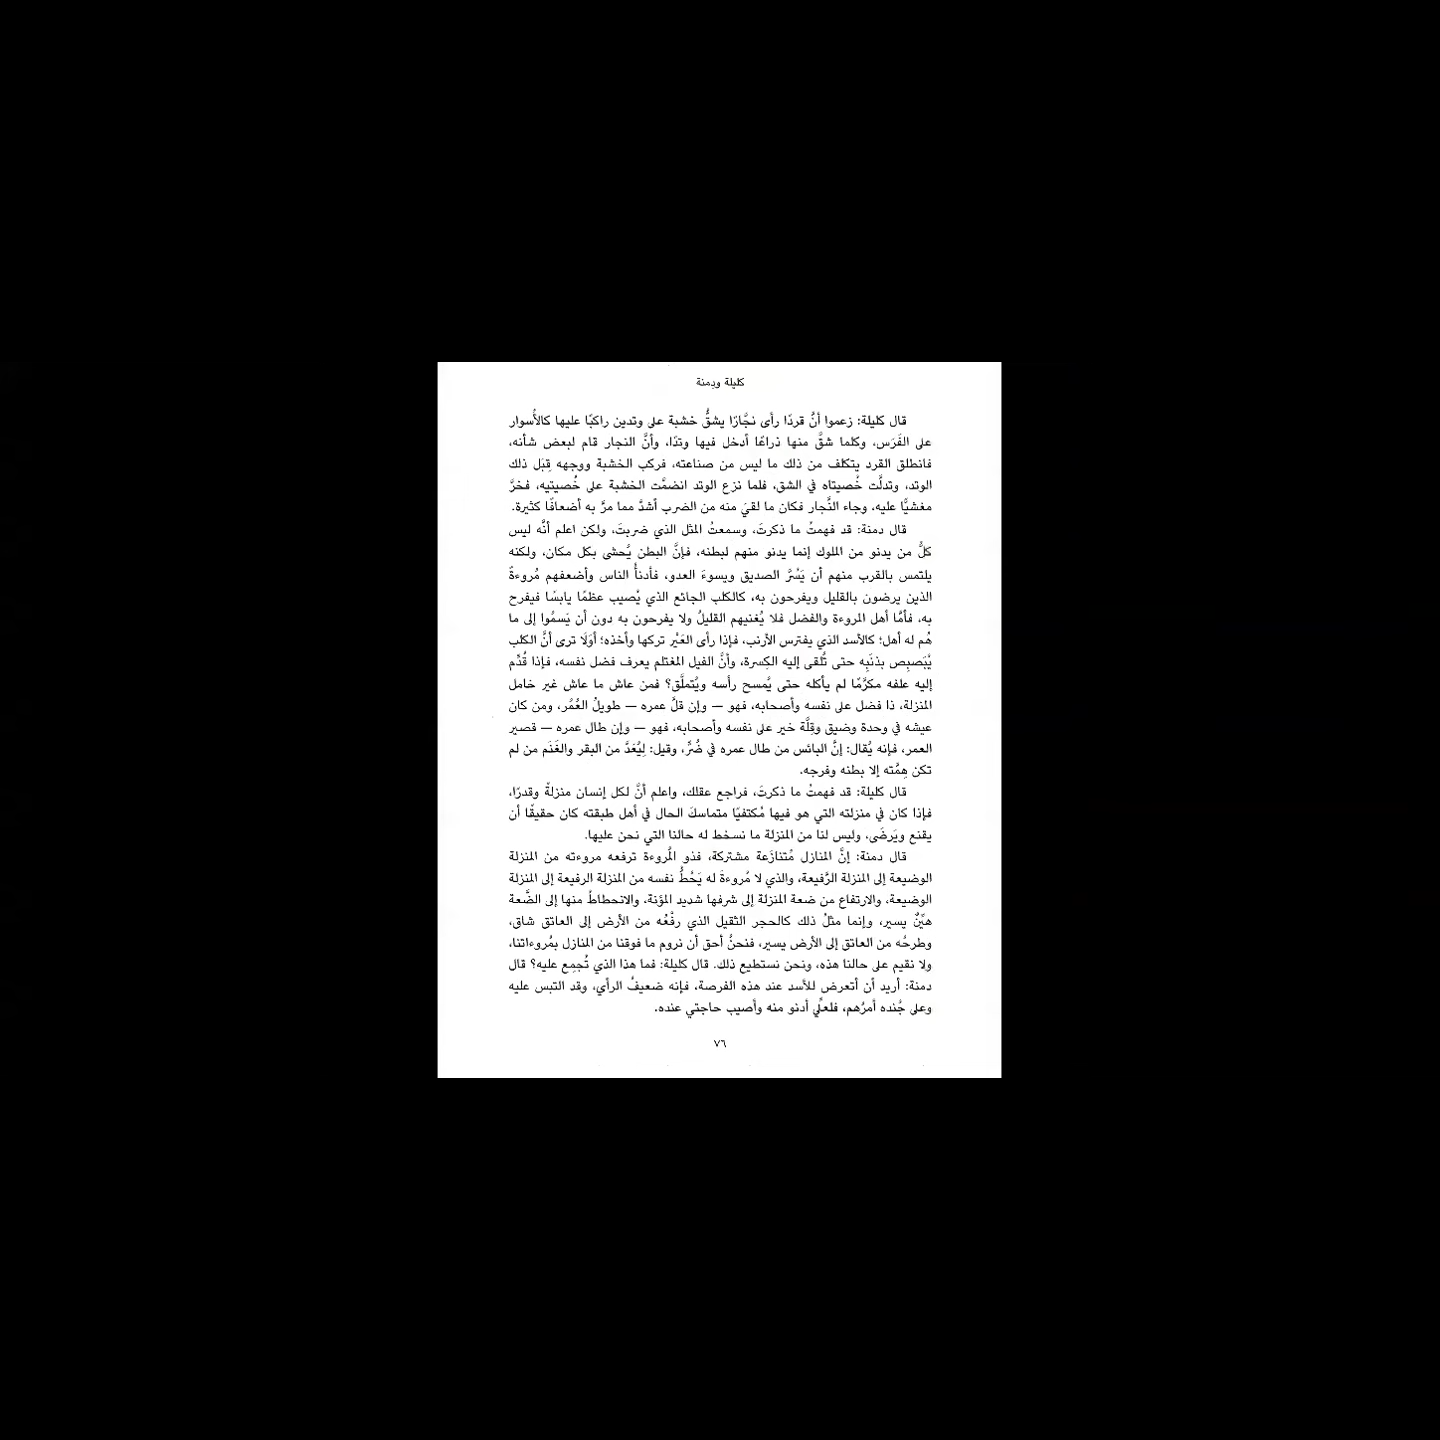 كليلة ودِمنة
قال كليلة: زعموا أنَّ قردًا رأى نجَّارًا يشقُّ خشبة على وتدين راكبًا عليها كالأُسوار
على الفَرَس، وكلما شقَّ منها ذراعًا أدخل فيها وتدًا، وأنَّ النجار قام لبعض شأنه،
فانطلق القرد يتكلف من ذلك ما ليس من صناعته، فركب الخشبة ووجهه قِبَل ذلك
الوتد، وتدلَّت خُصيتاه في الشق، فلما نزع الوتد انضمَّت الخشبة على خُصيتيه، فخرَّ
مغشيًّا عليه، وجاء النَّجار فكان ما لقيَ منه من الضرب أشدَّ مما مرَّ به أضعافًا كثيرة.
قال دمنة: قد فهمتُ ما ذكرتَ، وسمعتُ المثل الذي ضربتَ، ولكن اعلم أنَّه ليس
كلُّ من يدنو من الملوك إنما يدنو منهم لبطنه، فإنَّ البطن يُحشى بكل مكان، ولكنه
يلتمس بالقرب منهم أن يَسُرَّ الصديق ويسوءَ العدو، فأدنأُ الناس وأضعفهم مُروءةً
الذين يرضون بالقليل ويفرحون به، كالكلب الجائع الذي يُصيب عظمًا يابسًا فيفرح
به، فأمَّا أهل المروءة والفضل فلا يُغنيهم القليلُ ولا يفرحون به دون أن يَسمُوا إلى ما
هُم له أهل؛ كالأسد الذي يفترس الأرنب، فإذا رأى العَيْر تركها وأخذه؛ أوَلَا ترى أنَّ الكلب
يُبَصبِص بذنَبِه حتى تُلقى إليه الكِسرة، وأنَّ الفيل المغتلم يعرف فضل نفسه، فإذا قُدِّم
إليه علفه مكرَّمًا لم يأكله حتى يُمسح رأسه ويُتملَّق؟ فمن عاش ما عاش غير خامل
المنزلة، ذا فضل على نفسه وأصحابه، فهو — وإن قلَّ عمره — طويلُ العُمُر، ومن كان
عيشه في وحدة وضيق وقِلَّة خير على نفسه وأصحابه، فهو — وإن طال عمره — قصير
العمر، فإنه يُقال: إنَّ البائس من طال عمره في ضُرٍّ، وقيل: لِيُعَدَّ من البقر والغَنَم من لم
تكن هِمَّته إلا بطنه وفرجه.
قال كليلة: قد فهمتُ ما ذكرتَ، فراجع عقلك، واعلم أنَّ لكل إنسان منزلةً وقدرًا،
فإذا كان في منزلته التي هو فيها مُكتفيًا متماسكَ الحال في أهل طبقته كان حقيقًا أن
يقنع ويَرضَى، وليس لنا من المنزلة ما نسخط له حالنا التي نحن عليها.
قال دمنة: إنَّ المنازل مُتنازَعة مشتركة، فذو المُروءة ترفعه مروءته من المنزلة
الوضيعة إلى المنزلة الرَّفيعة، والذي لا مُروءةَ له يَحُطُّ نفسه من المنزلة الرفيعة إلى المنزلة
الوضيعة، والارتفاع من ضعة المنزلة إلى شرفها شديد المؤنة، والانحطاطُ منها إلى الضَّعة
هيِّنٌ يسير، وإنما مثلُ ذلك كالحجر الثقيل الذي رفْعُه من الأرض إلى العاتق شاق،
وطرحُه من العاتق إلى الأرض يسير، فنحنُ أحق أن نروم ما فوقنا من المنازل بمُروءاتنا،
ولا نقيم على حالنا هذه، ونحن نستطيع ذلك. قال كليلة: فما هذا الذي تُجمِع عليه؟ قال
دمنة: أريد أن أتعرض للأسد عند هذه الفرصة، فإنه ضعيفُ الرأي، وقد التبس عليه
وعلى جُنده أمرُهم، فلعلِّي أدنو منه وأصيب حاجتي عنده.
٧٦